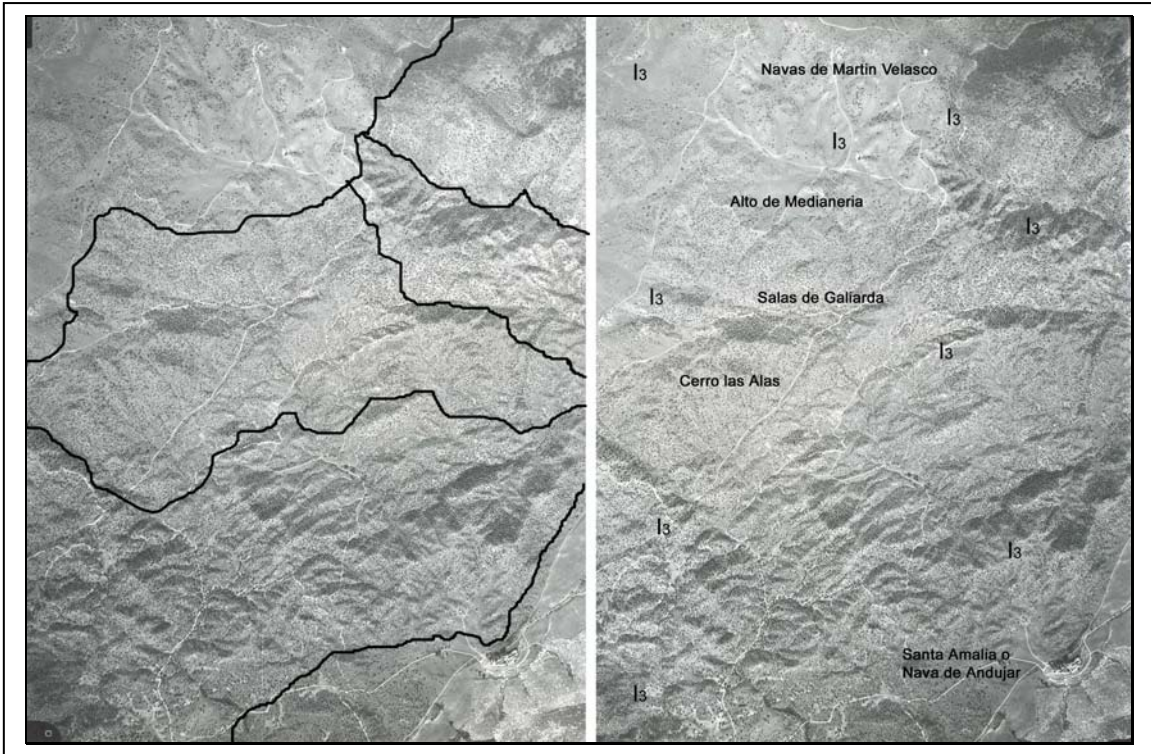 I3
Navas de Martin Velasco
I3
I3
Alto de Medianeria
I3
I3
Salas de Galiarda
I3
Cerro las Alas
I3
I3
Santa Amalia o
Nava de Andujar
I3